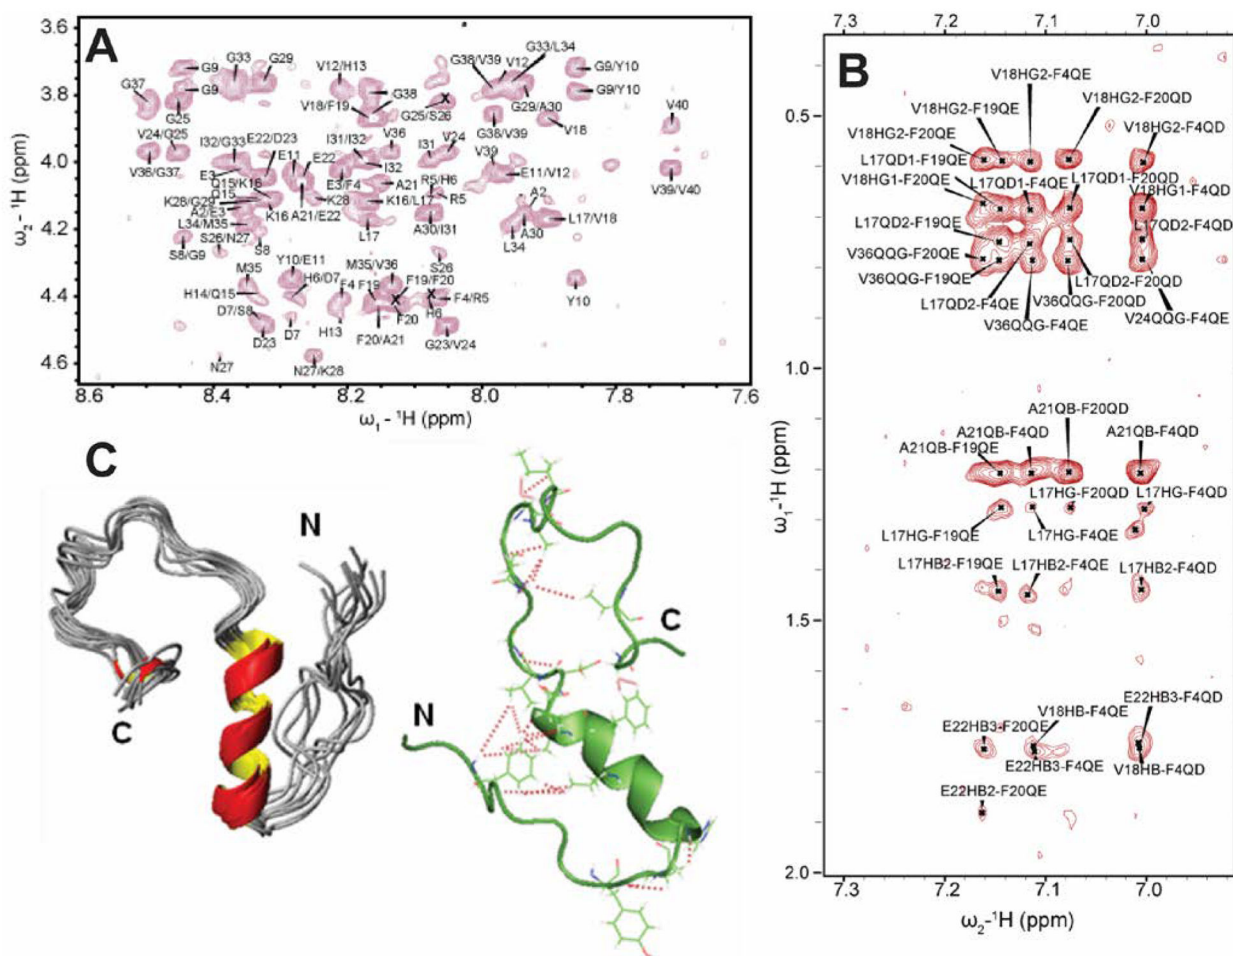 A
3.6
3.8
4.0
4.2
4.4
4.6
ω₂ - ¹H (ppm)
8.6
8.4
8.2
8.0
7.8
7.6
ω₁ - ¹H (ppm)
G37
G9
G9
G33
G29
V12/H13
G38/V39
V12
G33/L34
G9/Y10
G9/Y10
G25
V18/F19
G38
G25/S26
X
G29/A30
V40
V24/G25
E22/D23
I31/I32
V36
V24
G38/V39
V18
I32/G33
E11
I31
V39
V36/G37
E3
E22
I32
E3/F4
R5/H6
E11/V12
V39/V40
Q15/K16
A21
A2
Q15
R5
K28/G29
K28
K16/L17
A2/E3
K16
A21/E22
L17/V18
L34/M35
L17
A30/I31
A30
S26/N27
S8
L34
S8/G9
S26
Y10/E11
M35/V36
M35
H6/D7
F19/F20
Y10
H14/Q15
F4
F19
X
X
F4/R5
D7/S8
F20
H6
D23
D7
H13
F20/A21
G23/V24
N27
N27/K28
B
7.3
7.2
7.1
7.0
0.5
1.0
1.5
2.0
ω₁-¹H (ppm)
7.3
7.2
7.1
7.0
ω₂-¹H (ppm)
V18HG2-F4QE
V18HG2-F19QE
V18HG2-F20QD
V18HG2-F20QE
V18HG2-F4QD
L17QD1-F19QE
L17QD1-F4QE
L17QD1-F20QD
V18HG1-F20QE
V18HG1-F4QD
L17QD2-F19QE
L17QD2-F4QD
V36QQG-F20QE
V36QQG-F19QE
L17QD2-F20QD
L17QD2-F4QE
V36QQG-F20QD
V36QQG-F4QE
V24QQG-F4QE
A21QB-F20QD
A21QB-F4QD
A21QB-F4QD
A21QB-F19QE
L17HG-F20QD
L17HG-F4QD
L17HG-F19QE
L17HG-F4QE
L17HB2-F19QE
L17HB2-F4QE
L17HB2-F4QD
E22HB3-F4QD
V18HB-F4QE
E22HB3-F20QE
E22HB3-F4QE
V18HB-F4QD
E22HB2-F20QE
C
N
C
N
C